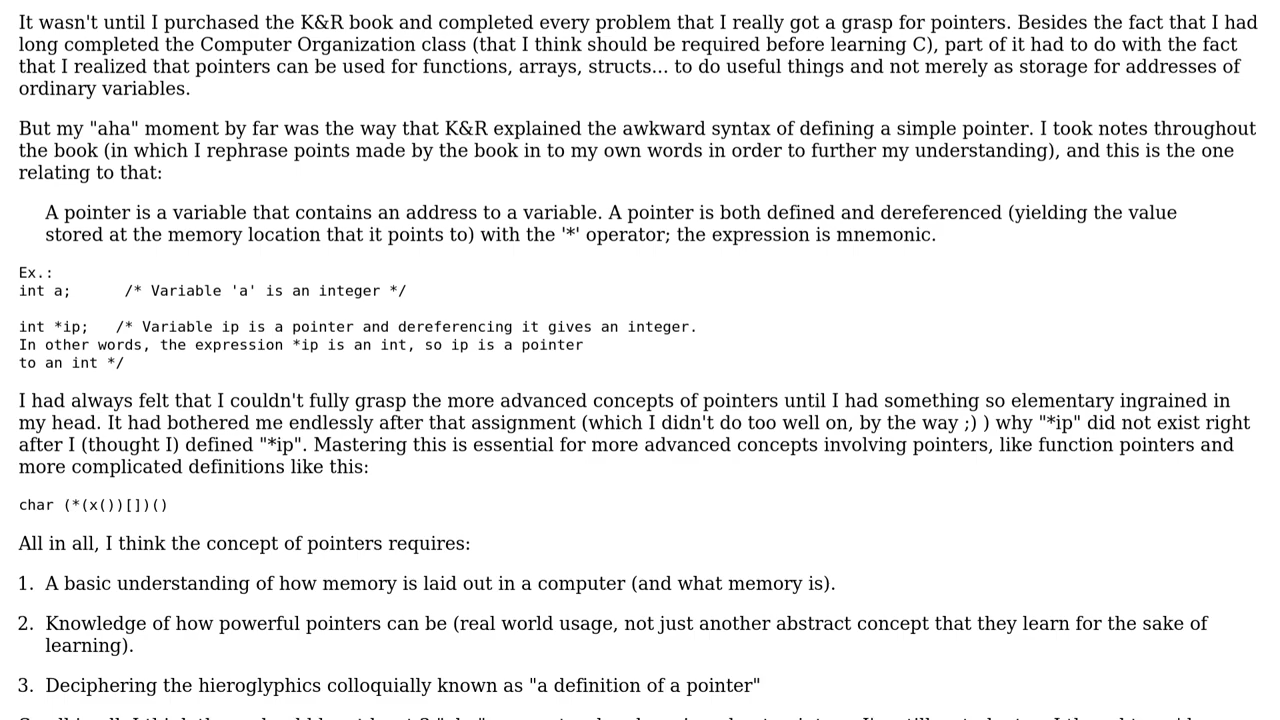 It wasn't until I purchased the K&R book and completed every problem that I really got a grasp for pointers. Besides the fact that I had
long completed the Computer Organization class (that I think should be required before learning C), part of it had to do with the fact
that I realized that pointers can be used for functions, arrays, structs... to do useful things and not merely as storage for addresses of
ordinary variables.
But my "aha" moment by far was the way that K&R explained the awkward syntax of defining a simple pointer. I took notes throughout
the book (in which I rephrase points made by the book in to my own words in order to further my understanding), and this is the one
relating to that:
A pointer is a variable that contains an address to a variable. A pointer is both defined and dereferenced (yielding the value
stored at the memory location that it points to) with the '*' operator; the expression is mnemonic.
Ex.:
int a;      /* Variable 'a' is an integer */
int *ip;   /* Variable ip is a pointer and dereferencing it gives an integer.
In other words, the expression *ip is an int, so ip is a pointer
to an int */
I had always felt that I couldn't fully grasp the more advanced concepts of pointers until I had something so elementary ingrained in
my head. It had bothered me endlessly after that assignment (which I didn't do too well on, by the way ;) ) why "*ip" did not exist right
after I (thought I) defined "*ip". Mastering this is essential for more advanced concepts involving pointers, like function pointers and
more complicated definitions like this:
char (*(x())[])()
All in all, I think the concept of pointers requires:
1. A basic understanding of how memory is laid out in a computer (and what memory is).
2. Knowledge of how powerful pointers can be (real world usage, not just another abstract concept that they learn for the sake of
learning).
3. Deciphering the hieroglyphics colloquially known as "a definition of a pointer"